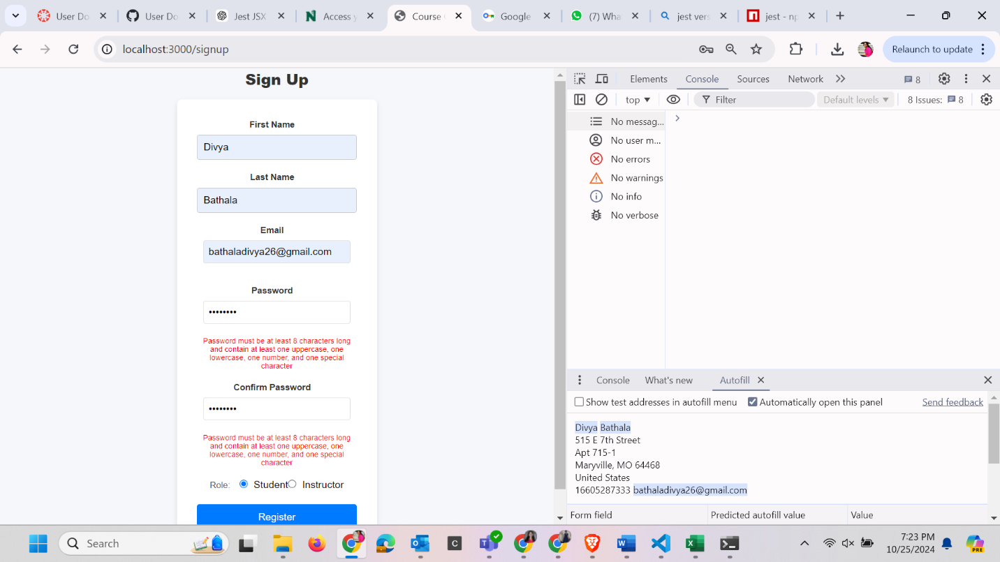 User Do
User Do
Jest JSX
Access y
Course
Google
(7) Wha
jest vers
jest - np
localhost:3000/signup
Relaunch to update
Sign Up
First Name
Divya
Last Name
Bathala
Email
bathaladivya26@gmail.com
Password
••••••••
Password must be at least 8 characters long
and contain at least one uppercase, one
lowercase, one number, and one special
character
Confirm Password
••••••••
Password must be at least 8 characters long
and contain at least one uppercase, one
lowercase, one number, and one special
character
Role: Student Instructor
Register
Elements Console Sources Network 8
top Filter Default levels 8 Issues: 8
No messag...
No user m...
No errors
No warnings
No info
No verbose
Console What's new Autofill
Show test addresses in autofill menu Automatically open this panel Send feedback
Divya Bathala
515 E 7th Street
Apt 715-1
Maryville, MO 64468
United States
16605287333 bathaladivya26@gmail.com
Form field Predicted autofill value Value
Search
7:23 PM
10/25/2024
PRE